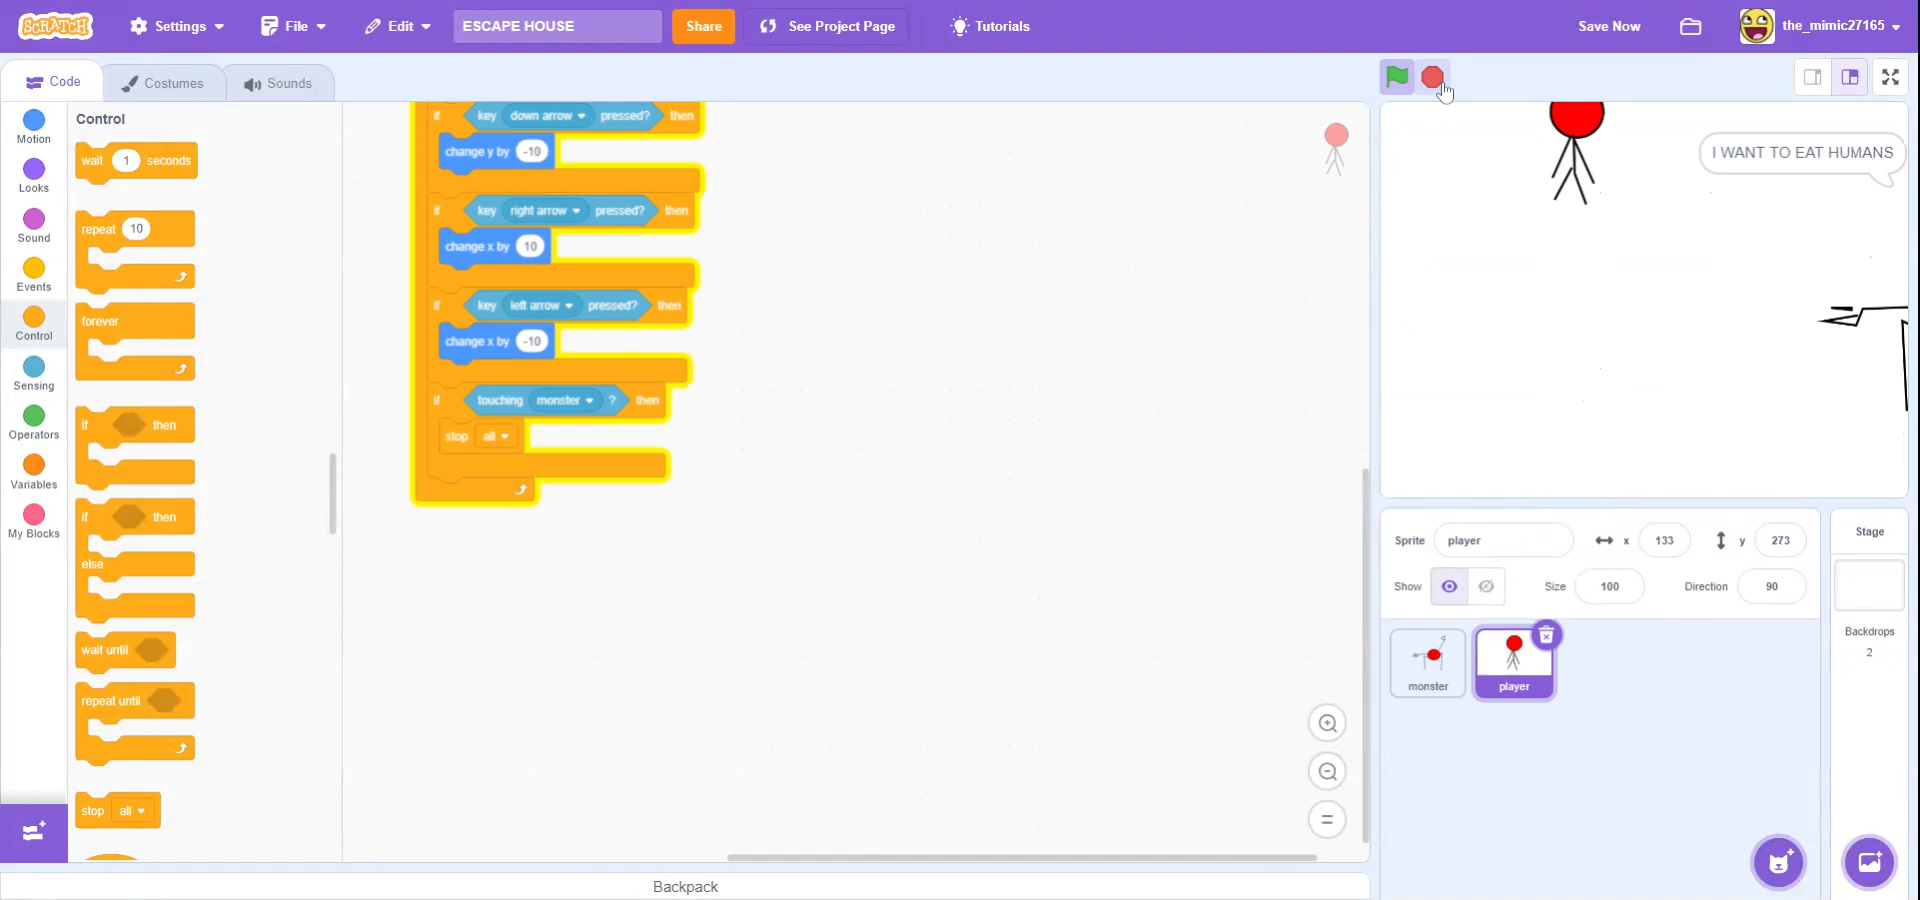 SCRATCH
Settings
File
Edit
ESCAPE HOUSE
Share
See Project Page
Tutorials
Save Now
the_mimic27165
Code
Costumes
Sounds
Motion
Looks
Sound
Events
Control
Sensing
Operators
Variables
My Blocks
Control
wait 1 seconds
repeat 10
forever
if then
if then
else
wait until
repeat until
stop all
if key down arrow pressed? then
change y by -10
if key right arrow pressed? then
change x by 10
if key left arrow pressed? then
change x by -10
if touching monster ? then
stop all
I WANT TO EAT HUMANS
Sprite player x 133 y 273
Show Size 100 Direction 90
monster
player
Stage
Backdrops
2
Backpack